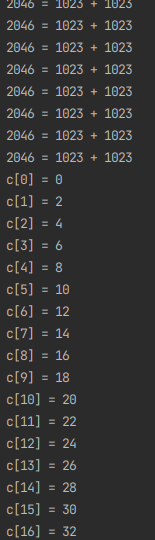 2046 = 1023 + 1023
2046 = 1023 + 1023
2046 = 1023 + 1023
2046 = 1023 + 1023
2046 = 1023 + 1023
2046 = 1023 + 1023
2046 = 1023 + 1023
2046 = 1023 + 1023
c[0] = 0
c[1] = 2
c[2] = 4
c[3] = 6
c[4] = 8
c[5] = 10
c[6] = 12
c[7] = 14
c[8] = 16
c[9] = 18
c[10] = 20
c[11] = 22
c[12] = 24
c[13] = 26
c[14] = 28
c[15] = 30
c[16] = 32